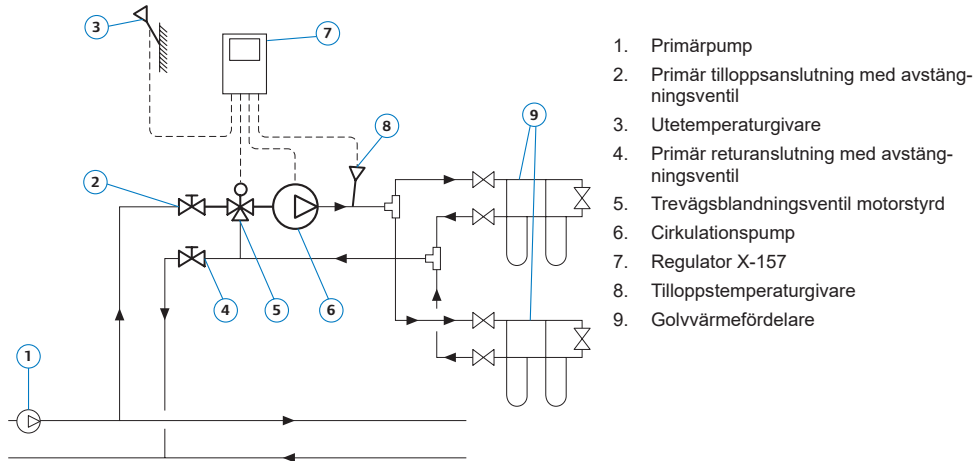 3
7
8
9
2
4
5
6
1
1. Primärpump
2. Primär tilloppsanslutning med avstäng-
ningsventil
3. Utetemperaturgivare
4. Primär returanslutning med avstäng-
ningsventil
5. Trevägsblandningsventil motorstyrd
6. Cirkulationspump
7. Regulator X-157
8. Tilloppstemperaturgivare
9. Golvvärmefördelare